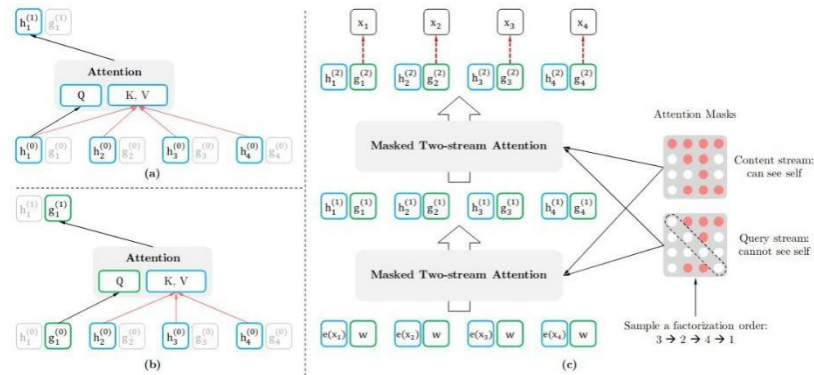 h₁⁽¹⁾ g₁⁽¹⁾
Attention
Q K, V
h₁⁽⁰⁾ g₁⁽⁰⁾ h₂⁽⁰⁾ g₂⁽⁰⁾ h₃⁽⁰⁾ g₃⁽⁰⁾ h₄⁽⁰⁾ g₄⁽⁰⁾
(a)
h₁⁽¹⁾ g₁⁽¹⁾
Attention
Q K, V
h₁⁽⁰⁾ g₁⁽⁰⁾ h₂⁽⁰⁾ g₂⁽⁰⁾ h₃⁽⁰⁾ g₃⁽⁰⁾ h₄⁽⁰⁾ g₄⁽⁰⁾
(b)
x₁ x₂ x₃ x₄
h₁⁽²⁾ g₁⁽²⁾ h₂⁽²⁾ g₂⁽²⁾ h₃⁽²⁾ g₃⁽²⁾ h₄⁽²⁾ g₄⁽²⁾
Masked Two-stream Attention
h₁⁽¹⁾ g₁⁽¹⁾ h₂⁽¹⁾ g₂⁽¹⁾ h₃⁽¹⁾ g₃⁽¹⁾ h₄⁽¹⁾ g₄⁽¹⁾
Masked Two-stream Attention
e(x₁) w e(x₂) w e(x₃) w e(x₄) w
(c)
Attention Masks
Content stream:
can see self
Query stream:
cannot see self
Sample a factorization order:
3 → 2 → 4 → 1